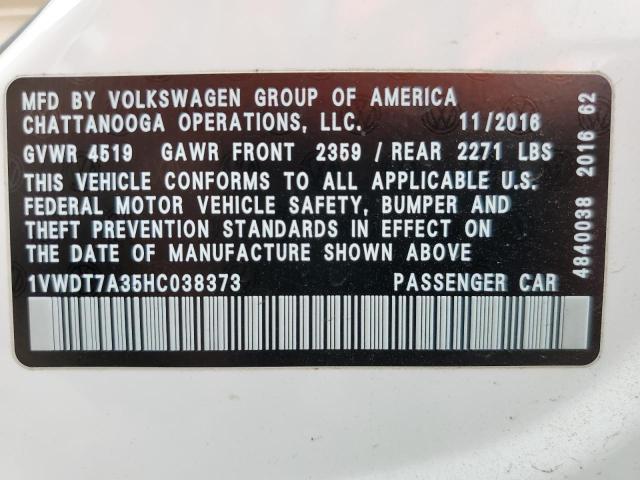 MFD BY VOLKSWAGEN GROUP OF AMERICA
CHATTANOOGA OPERATIONS, LLC. 11/2016
GVWR 4519 GAWR FRONT 2359 / REAR 2271 LBS
THIS VEHICLE CONFORMS TO ALL APPLICABLE U.S.
FEDERAL MOTOR VEHICLE SAFETY, BUMPER AND
THEFT PREVENTION STANDARDS IN EFFECT ON
THE DATE OF MANUFACTURE SHOWN ABOVE
1VWDT7A35HC038373 PASSENGER CAR
4840038 2016 62